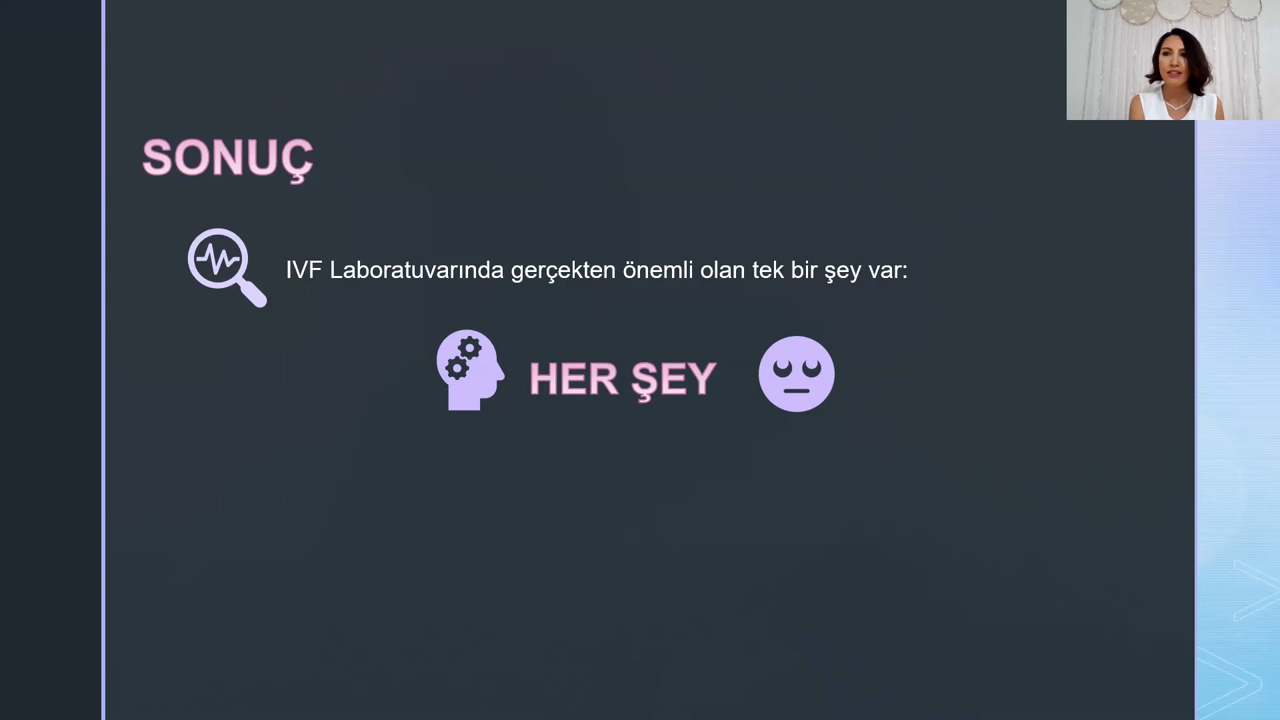 SONUÇ
IVF Laboratuvarında gerçekten önemli olan tek bir şey var:
HER ŞEY